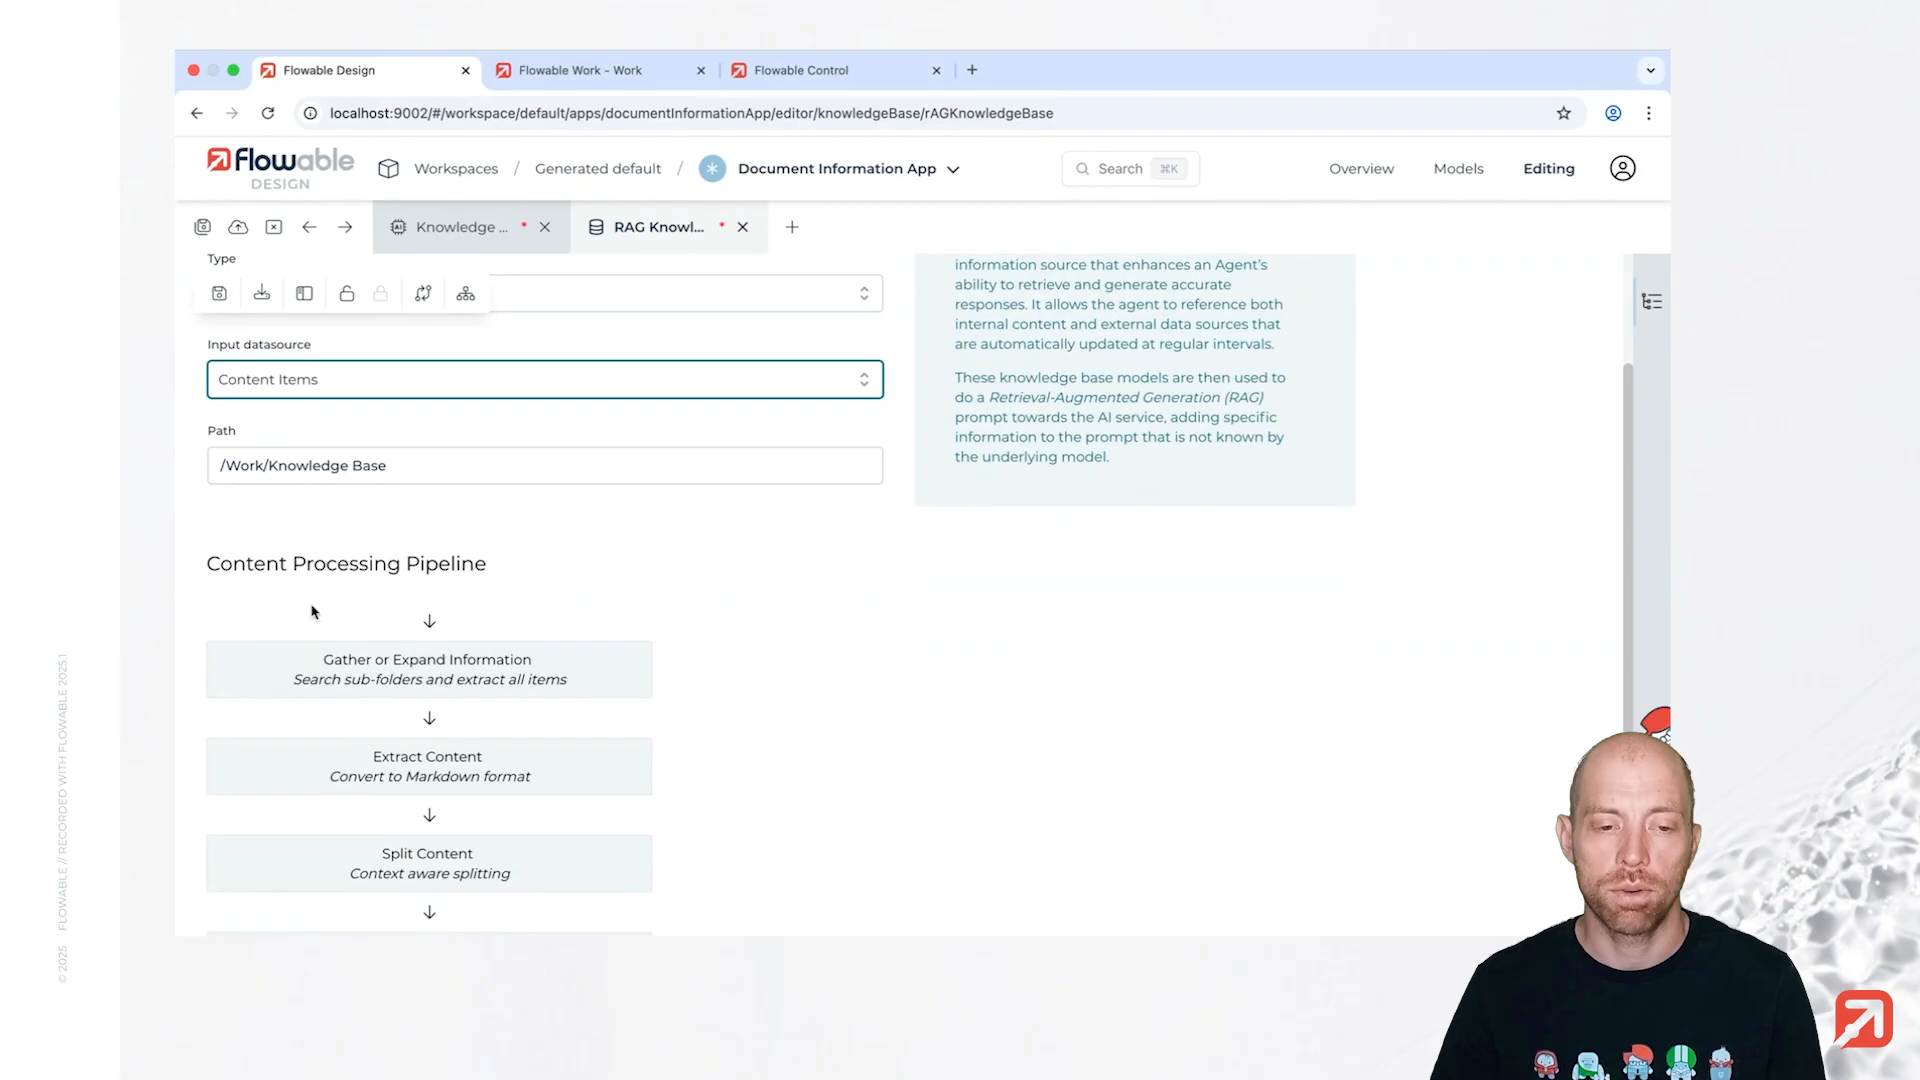 Flowable Design
Flowable Work - Work
Flowable Control
localhost:9002/#/workspace/default/apps/documentInformationApp/editor/knowledgeBase/rAGKnowledgeBase
Flowable
DESIGN
Workspaces / Generated default / Document Information App
Search ⌘K
Overview
Models
Editing
Knowledge ... *
RAG Knowl... *
Type
Input datasource
Content Items
Path
/Work/Knowledge Base
information source that enhances an Agent's
ability to retrieve and generate accurate
responses. It allows the agent to reference both
internal content and external data sources that
are automatically updated at regular intervals.
These knowledge base models are then used to
do a Retrieval-Augmented Generation (RAG)
prompt towards the AI service, adding specific
information to the prompt that is not known by
the underlying model.
Content Processing Pipeline
Gather or Expand Information
Search sub-folders and extract all items
Extract Content
Convert to Markdown format
Split Content
Context aware splitting
© 2025 FLOWABLE // RECORDED WITH FLOWABLE 2025.1